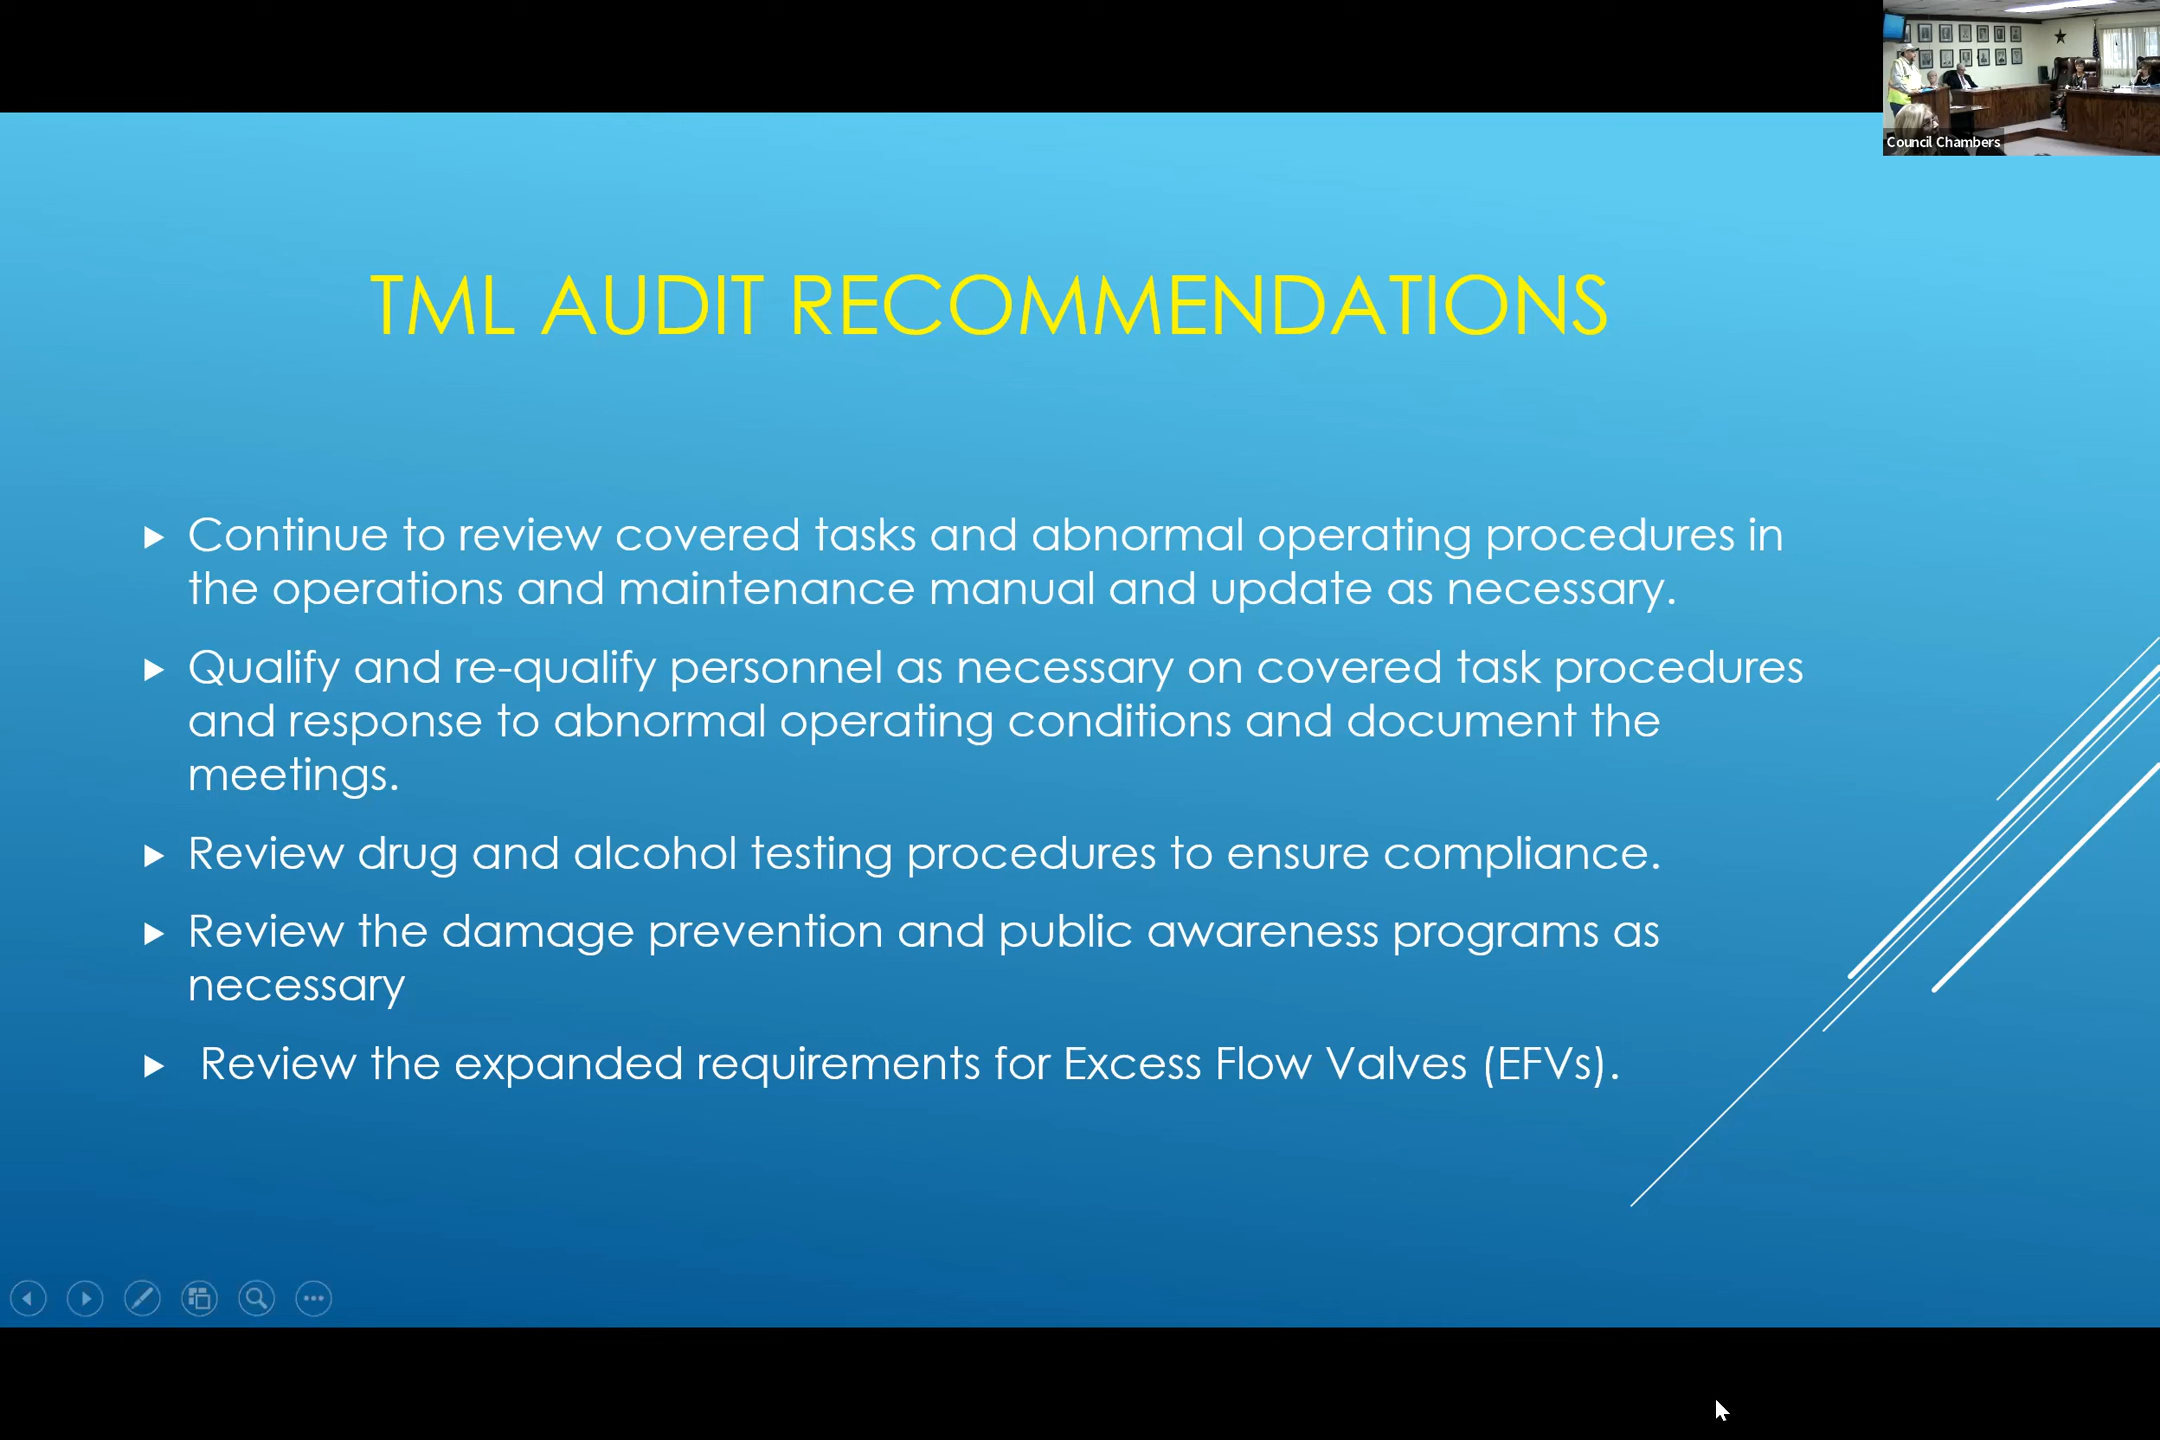 Council Chambers
TML AUDIT RECOMMENDATIONS
Continue to review covered tasks and abnormal operating procedures in
the operations and maintenance manual and update as necessary.
Qualify and re-qualify personnel as necessary on covered task procedures
and response to abnormal operating conditions and document the
meetings.
Review drug and alcohol testing procedures to ensure compliance.
Review the damage prevention and public awareness programs as
necessary
Review the expanded requirements for Excess Flow Valves (EFVs).